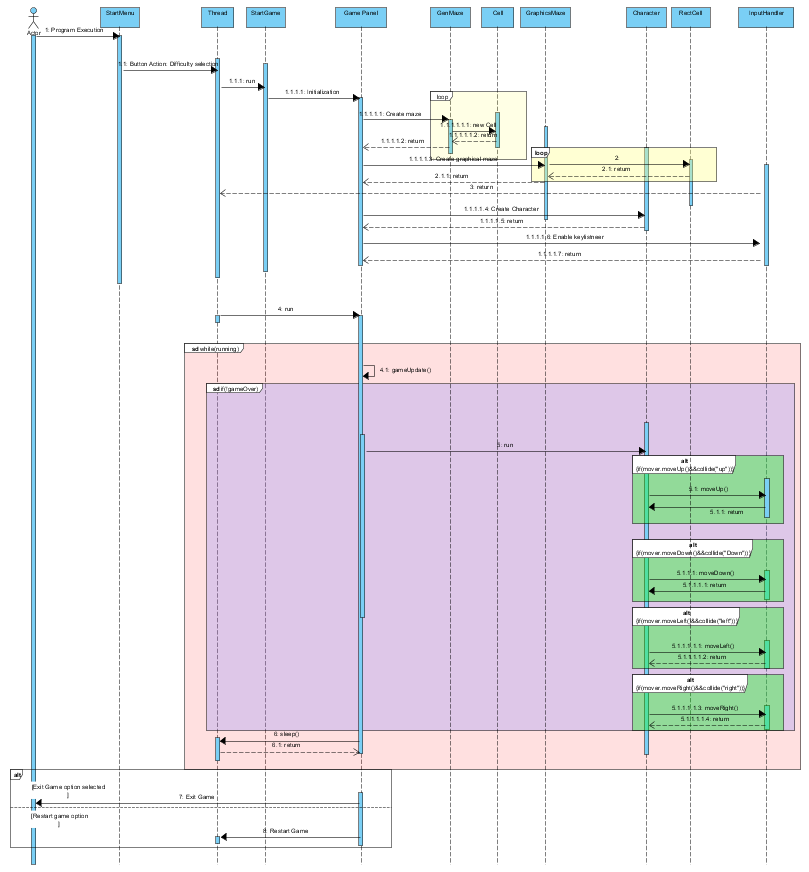 StartMenu
Thread
StartGame
Game Panel
GenMaze
Cell
GraphicalMaze
Character
RectCell
InputHandler
Actor
1: Program Execution
1.1: Button Action: Difficulty selection
1.1.1: run
1.1.1.1: Initialization
loop
1.1.1.1.1: Create maze
1.1.1.1.1.1: new Cell
1.1.1.1.1.2: return
1.1.1.1.2: return
loop
1.1.1.1.3: Create graphical maze
2:
2.1: return
2.1.1: return
3: return
1.1.1.1.4: Create Character
1.1.1.1.5: return
1.1.1.1.6: Enable keylistneer
1.1.1.1.7: return
4: run
sd while(running)
4.1: gameUpdate()
sd if(!gameOver)
5: run
alt
[if(mover.moveUp()&&collide("up"))]
5.1: moveUp()
5.1.1: return
alt
[if(mover.moveDown()&&collide("Down"))]
5.1.1.1: moveDown()
5.1.1.1.1: return
alt
[if(mover.moveLeft()&&collide("left"))]
5.1.1.1.1.1: moveLeft()
5.1.1.1.1.2: return
alt
[if(mover.moveRight()&&collide("right"))]
5.1.1.1.1.3: moveRight()
5.1.1.1.1.4: return
6: sleep()
6.1: return
alt
[Exit Game option selected
]
7: Exit Game
[Restart game option
]
8: Restart Game